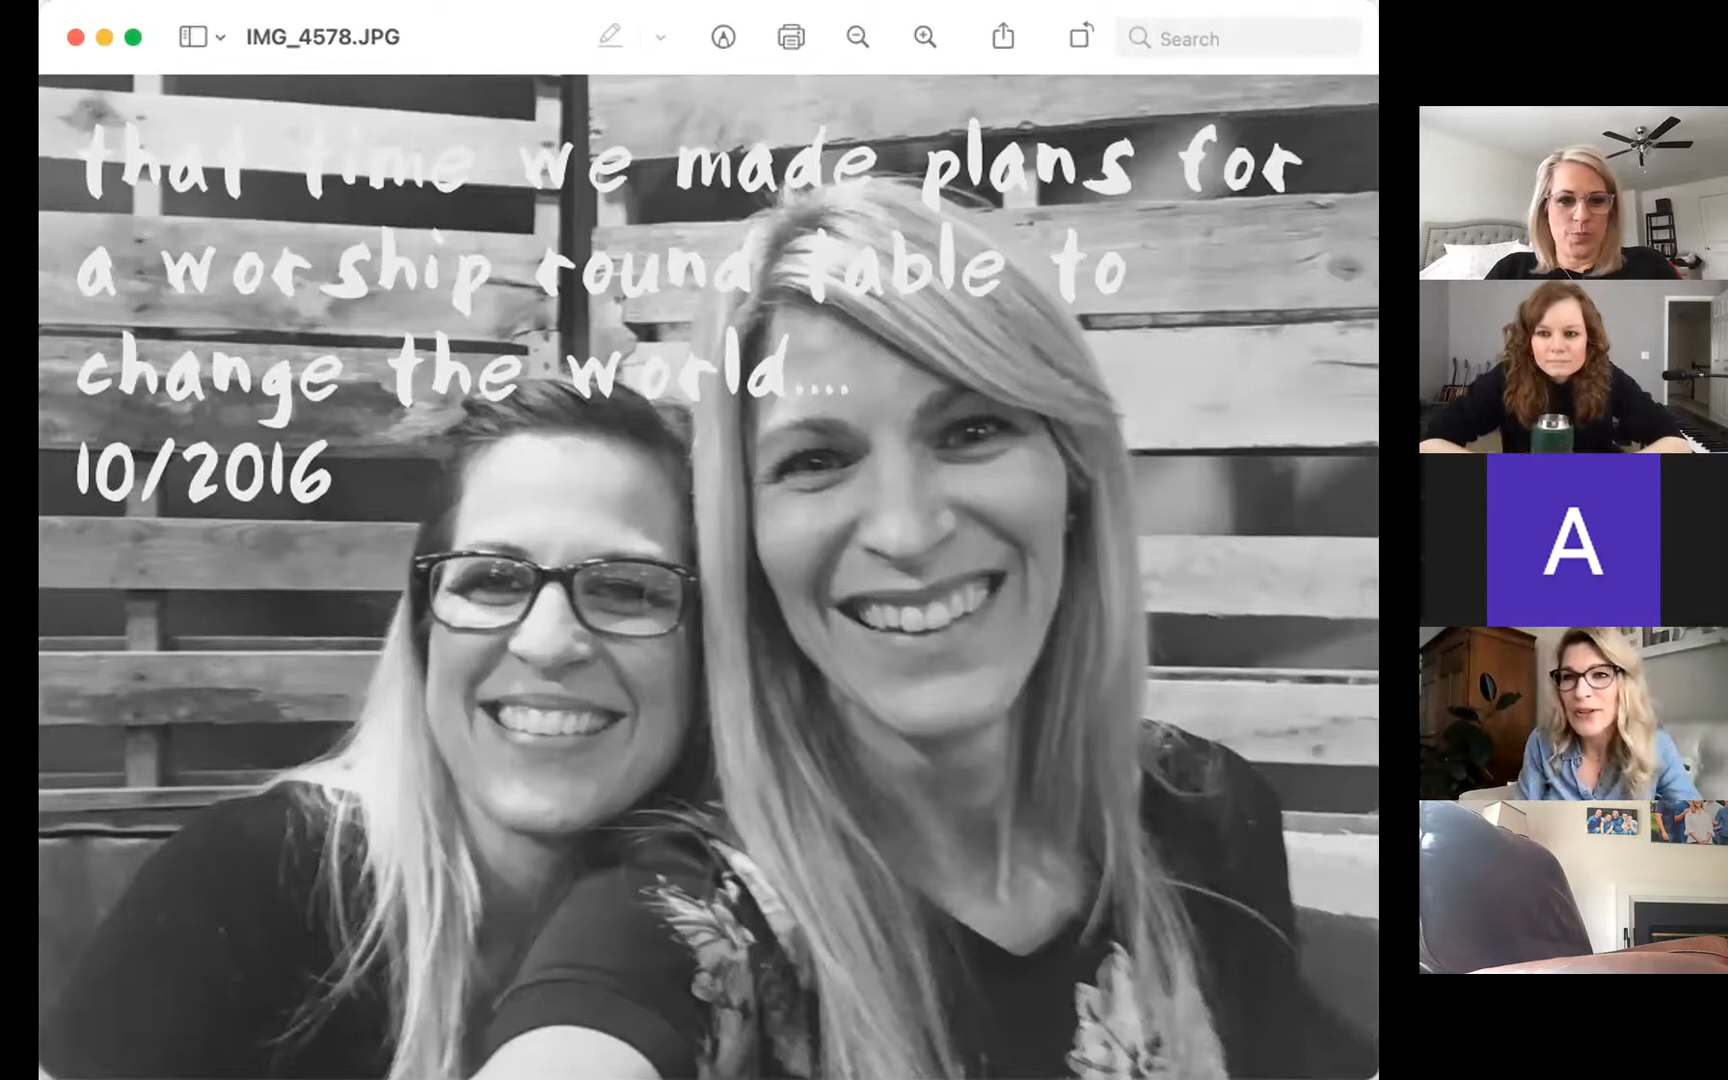 IMG_4578.JPG
Search
that time we made plans for
a worship round table to
change the world....
10/2016
A